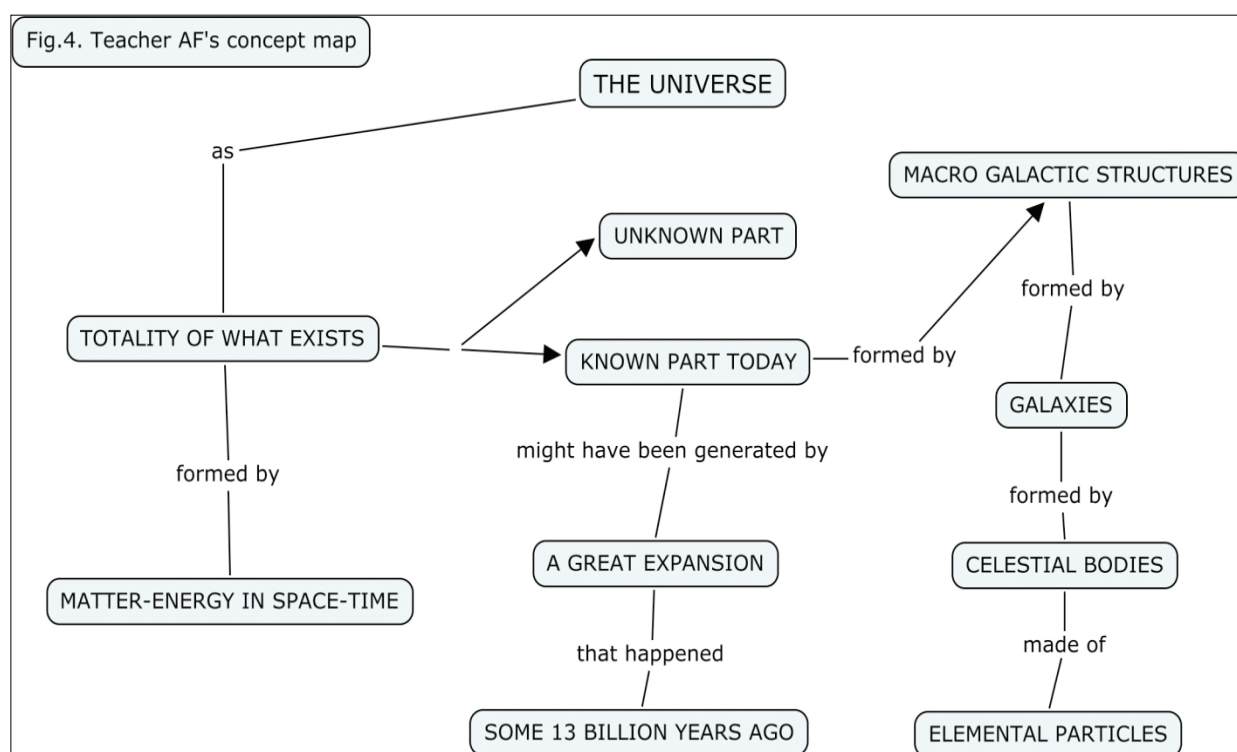 Fig.4. Teacher AF's concept map
THE UNIVERSE
as
MACRO GALACTIC STRUCTURES
UNKNOWN PART
formed by
TOTALITY OF WHAT EXISTS
KNOWN PART TODAY
formed by
GALAXIES
might have been generated by
formed by
formed by
A GREAT EXPANSION
CELESTIAL BODIES
MATTER-ENERGY IN SPACE-TIME
that happened
made of
SOME 13 BILLION YEARS AGO
ELEMENTAL PARTICLES